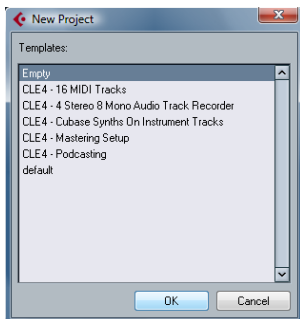 New Project
Templates:
Empty
CLE4 - 16 MIDI Tracks
CLE4 - 4 Stereo 8 Mono Audio Track Recorder
CLE4 - Cubase Synths On Instrument Tracks
CLE4 - Mastering Setup
CLE4 - Podcasting
default
OK Cancel